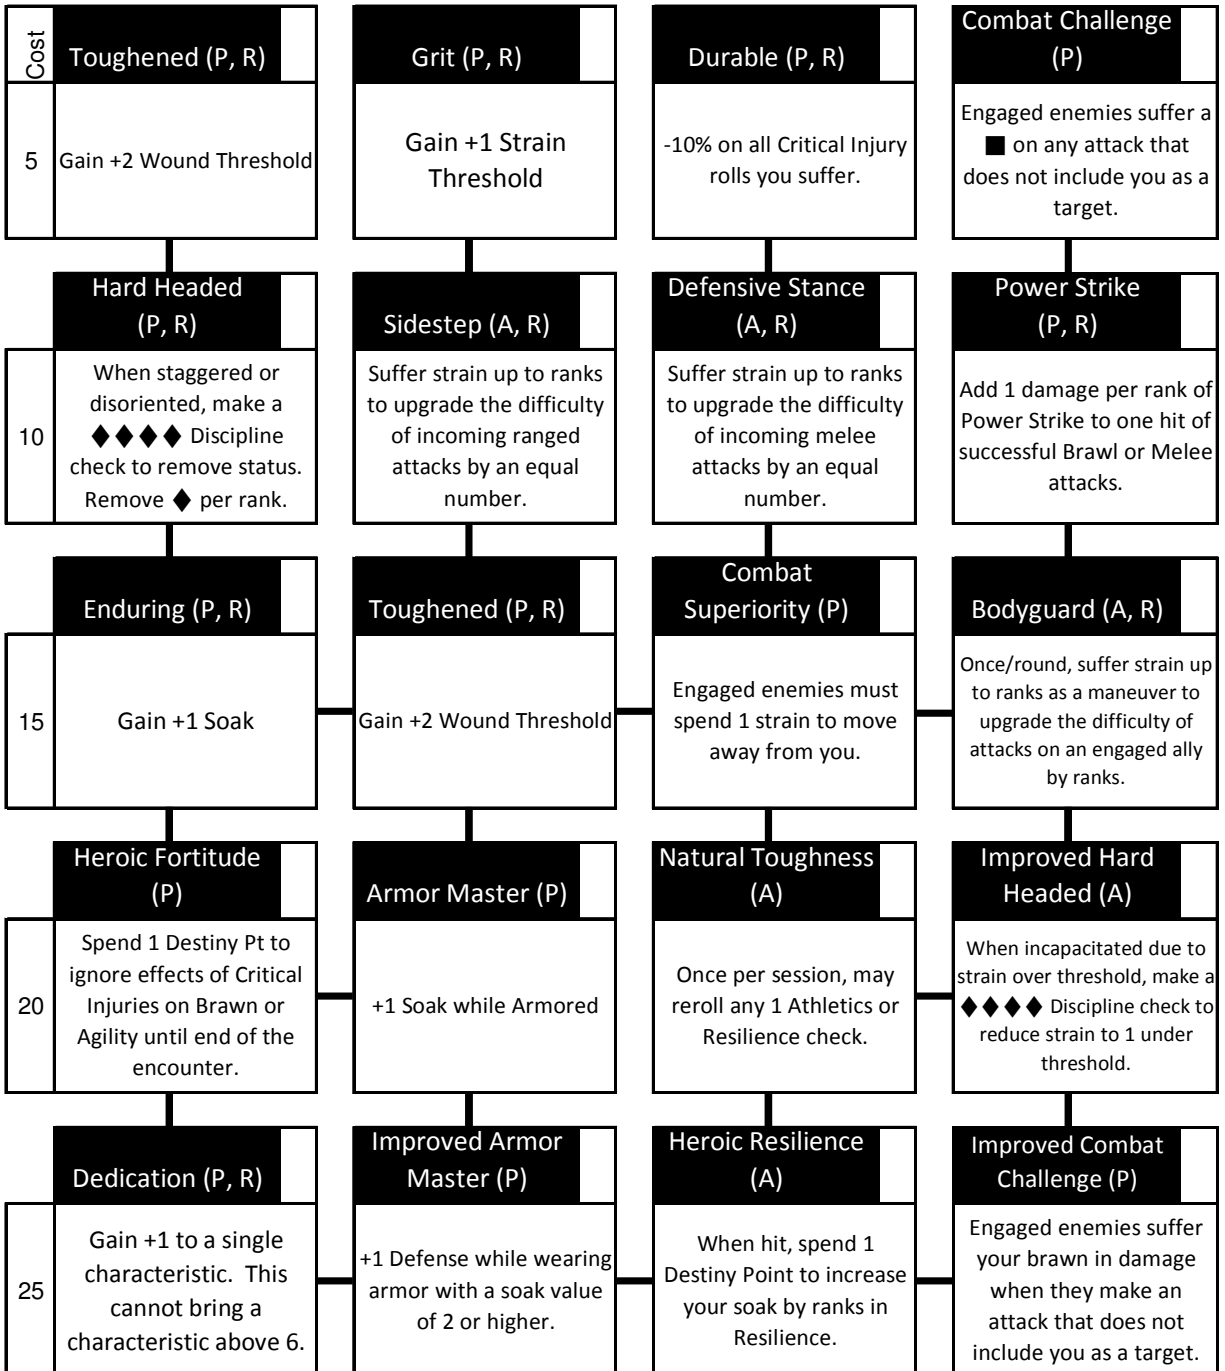 Cost
Toughened (P, R)
Grit (P, R)
Durable (P, R)
Combat Challenge
(P)
5
Gain +2 Wound Threshold
Gain +1 Strain
Threshold
-10% on all Critical Injury
rolls you suffer.
Engaged enemies suffer a
■ on any attack that
does not include you as a
target.
Hard Headed
(P, R)
Sidestep (A, R)
Defensive Stance
(A, R)
Power Strike
(P, R)
10
When staggered or
disoriented, make a
♦♦♦♦ Discipline
check to remove status.
Remove ♦ per rank.
Suffer strain up to ranks
to upgrade the difficulty
of incoming ranged
attacks by an equal
number.
Suffer strain up to ranks
to upgrade the difficulty
of incoming melee
attacks by an equal
number.
Add 1 damage per rank of
Power Strike to one hit of
successful Brawl or Melee
attacks.
Enduring (P, R)
Toughened (P, R)
Combat
Superiority (P)
Bodyguard (A, R)
15
Gain +1 Soak
Gain +2 Wound Threshold
Engaged enemies must
spend 1 strain to move
away from you.
Once/round, suffer strain up
to ranks as a maneuver to
upgrade the difficulty of
attacks on an engaged ally
by ranks.
Heroic Fortitude
(P)
Armor Master (P)
Natural Toughness
(A)
Improved Hard
Headed (A)
20
Spend 1 Destiny Pt to
ignore effects of Critical
Injuries on Brawn or
Agility until end of the
encounter.
+1 Soak while Armored
Once per session, may
reroll any 1 Athletics or
Resilience check.
When incapacitated due to
strain over threshold, make a
♦♦♦♦ Discipline check to
reduce strain to 1 under
threshold.
Dedication (P, R)
Improved Armor
Master (P)
Heroic Resilience
(A)
Improved Combat
Challenge (P)
25
Gain +1 to a single
characteristic. This
cannot bring a
characteristic above 6.
+1 Defense while wearing
armor with a soak value
of 2 or higher.
When hit, spend 1
Destiny Point to increase
your soak by ranks in
Resilience.
Engaged enemies suffer
your brawn in damage
when they make an
attack that does not
include you as a target.